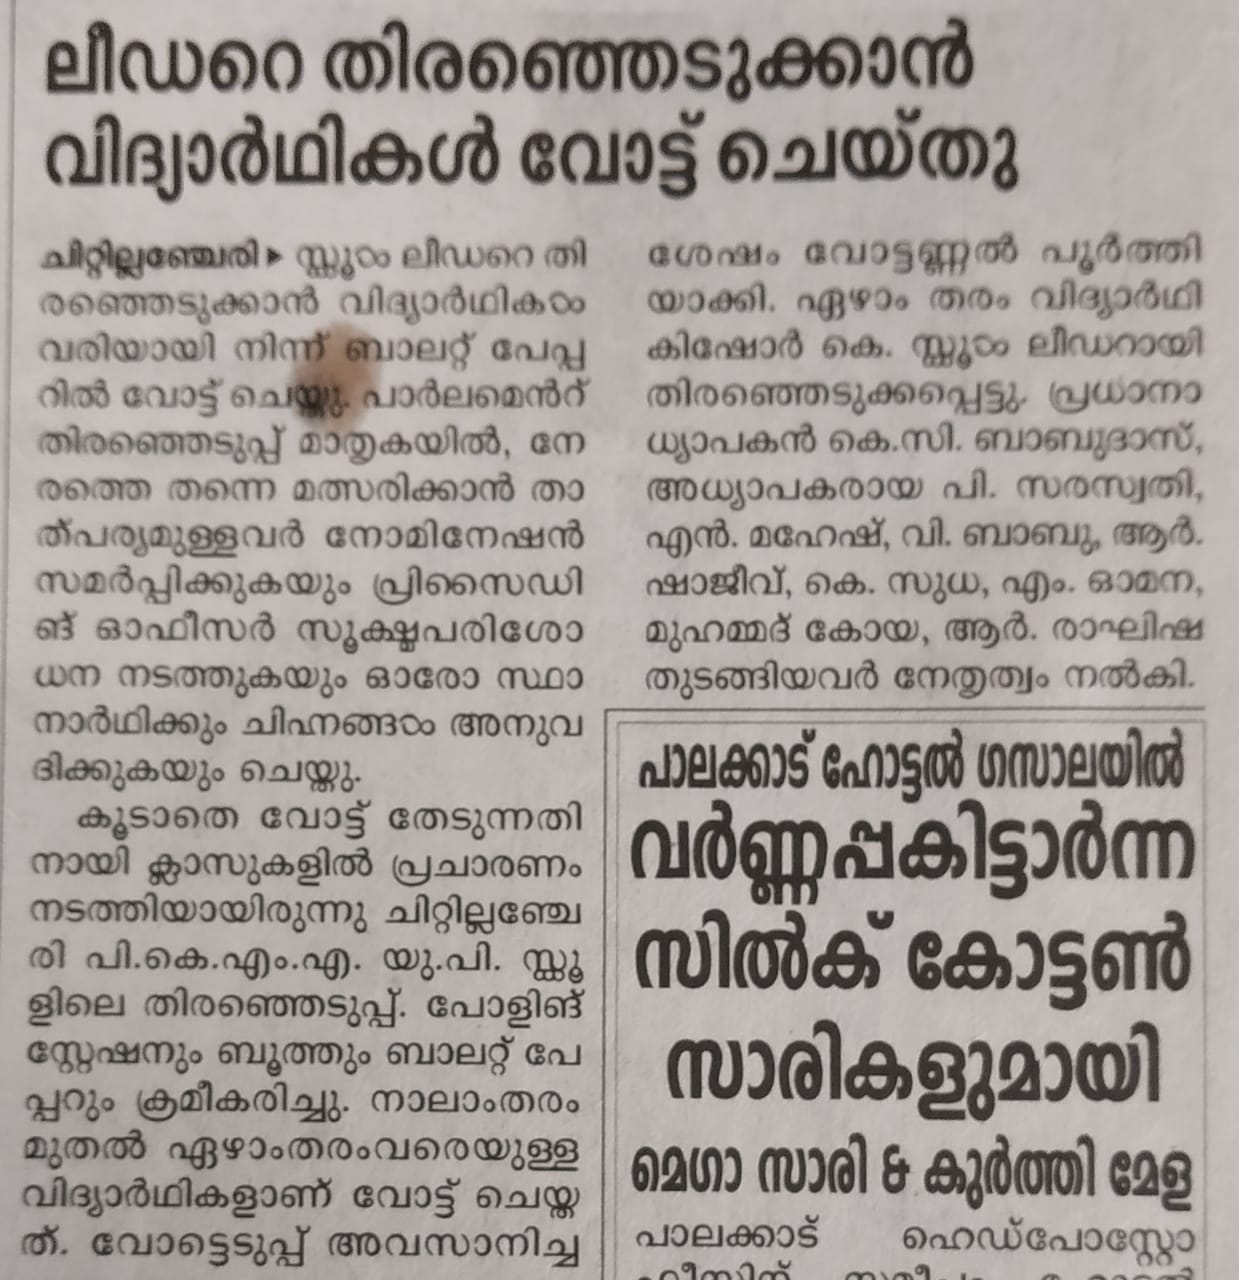 ലീഡറെ തിരഞ്ഞെടുക്കാൻ
വിദ്യാർഥികൾ വോട്ട് ചെയ്തു
ചിറ്റില്ലഞ്ചേരി ▸ സ്കൂൾ ലീഡറെ തി
രഞ്ഞെടുക്കാൻ വിദ്യാർഥികൾ
വരിയായി നിന്ന് ബാലറ്റ് പേപ്പ
റിൽ വോട്ട് ചെയ്തു. പാർലമെൻറ്
തിരഞ്ഞെടുപ്പ് മാതൃകയിൽ, നേ
രത്തെ തന്നെ മത്സരിക്കാൻ താ
ത്പര്യമുള്ളവർ നോമിനേഷൻ
സമർപ്പിക്കുകയും പ്രിസൈഡി
ങ് ഓഫീസർ സൂക്ഷ്മപരിശോ
ധന നടത്തുകയും ഓരോ സ്ഥാ
നാർഥിക്കും ചിഹ്നങ്ങൾ അനുവ
ദിക്കുകയും ചെയ്തു.
കൂടാതെ വോട്ട് തേടുന്നതി
നായി ക്ലാസുകളിൽ പ്രചാരണം
നടത്തിയായിരുന്നു ചിറ്റില്ലഞ്ചേ
രി പി.കെ.എം.എ. യു.പി. സ്കൂ
ളിലെ തിരഞ്ഞെടുപ്പ്. പോളിങ്
സ്റ്റേഷനും ബൂത്തും ബാലറ്റ് പേ
പ്പറും ക്രമീകരിച്ചു. നാലാംതരം
മുതൽ ഏഴാംതരംവരെയുള്ള
വിദ്യാർഥികളാണ് വോട്ട് ചെയ്ത
ത്. വോട്ടെടുപ്പ് അവസാനിച്ച
ശേഷം വോട്ടണ്ണൽ പൂർത്തി
യാക്കി. ഏഴാം തരം വിദ്യാർഥി
കിഷോർ കെ. സ്കൂൾ ലീഡറായി
തിരഞ്ഞെടുക്കപ്പെട്ടു. പ്രധാനാ
ധ്യാപകൻ കെ.സി. ബാബുദാസ്,
അധ്യാപകരായ പി. സരസ്വതി,
എൻ. മഹേഷ്, വി. ബാബു, ആർ.
ഷാജീവ്, കെ. സുധ, എം. ഓമന,
മുഹമ്മദ് കോയ, ആർ. രാഘിഷ
തുടങ്ങിയവർ നേതൃത്വം നൽകി.
പാലക്കാട് ഹോട്ടൽ ഗസാലയിൽ
വർണ്ണപ്പകിട്ടാർന്ന
സിൽക് കോട്ടൺ
സാരികളുമായി
മെഗാ സാരി & കുർത്തി മേള
പാലക്കാട് ഹെഡ്പോസ്റ്റോ